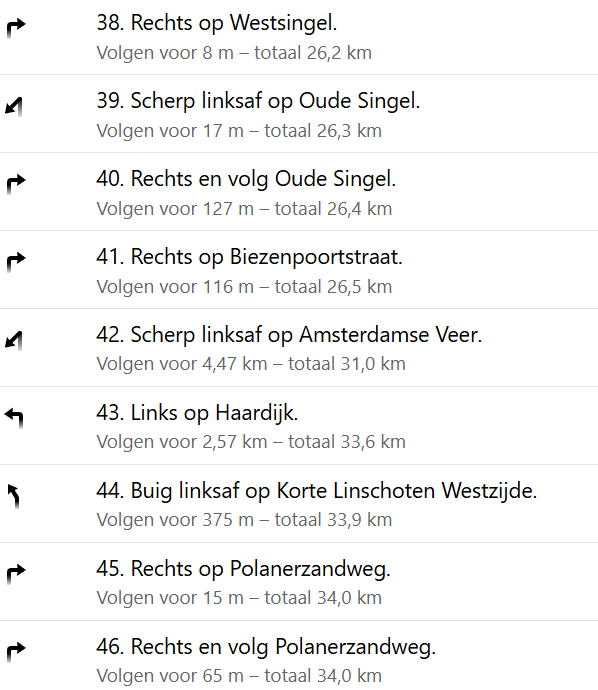 38. Rechts op Westsingel.
Volgen voor 8 m – totaal 26,2 km
39. Scherp linksaf op Oude Singel.
Volgen voor 17 m – totaal 26,3 km
40. Rechts en volg Oude Singel.
Volgen voor 127 m – totaal 26,4 km
41. Rechts op Biezenpoortstraat.
Volgen voor 116 m – totaal 26,5 km
42. Scherp linksaf op Amsterdamse Veer.
Volgen voor 4,47 km – totaal 31,0 km
43. Links op Haardijk.
Volgen voor 2,57 km – totaal 33,6 km
44. Buig linksaf op Korte Linschoten Westzijde.
Volgen voor 375 m – totaal 33,9 km
45. Rechts op Polanerzandweg.
Volgen voor 15 m – totaal 34,0 km
46. Rechts en volg Polanerzandweg.
Volgen voor 65 m – totaal 34,0 km